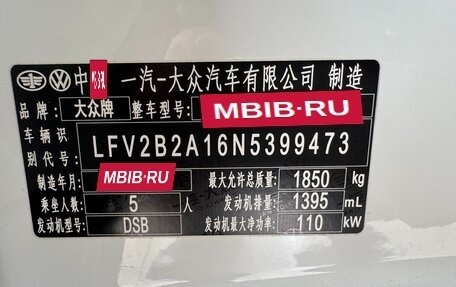 中 一汽-大众汽车有限公司 制造
品牌: 大众牌 整车型号: MBIB.RU
车辆识别代号: LFV2B2A16N5399473
制造年月: MBIB.RU 最大允许总质量: 1850 kg
乘坐人数: 5 人 发动机排量: 1395 mL
发动机型号: DSB 发动机最大净功率: 110 kW